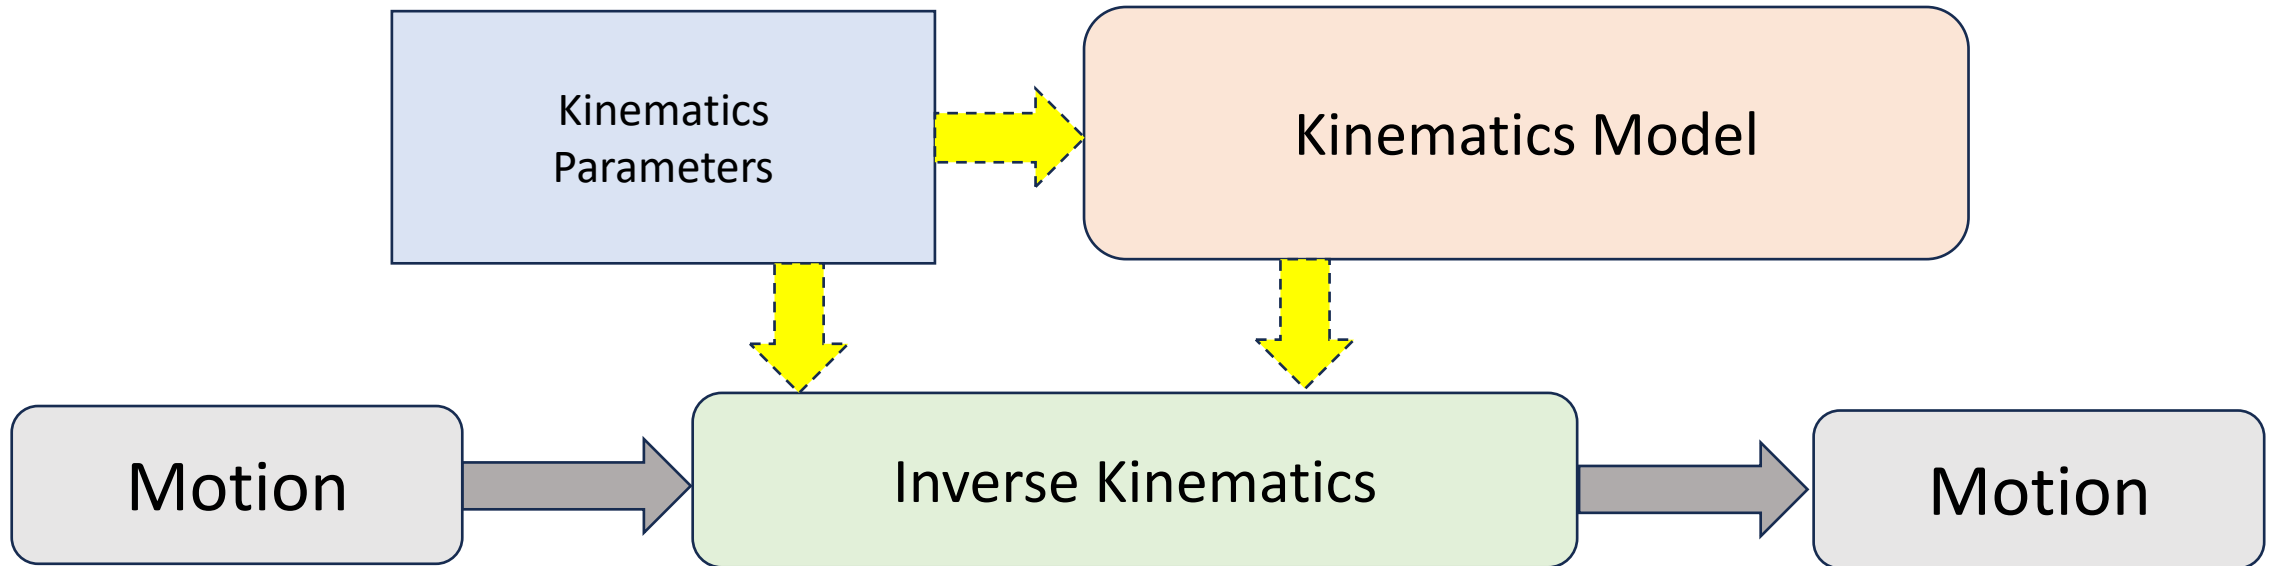 Kinematics
Parameters
Kinematics Model
Motion
Inverse Kinematics
Motion